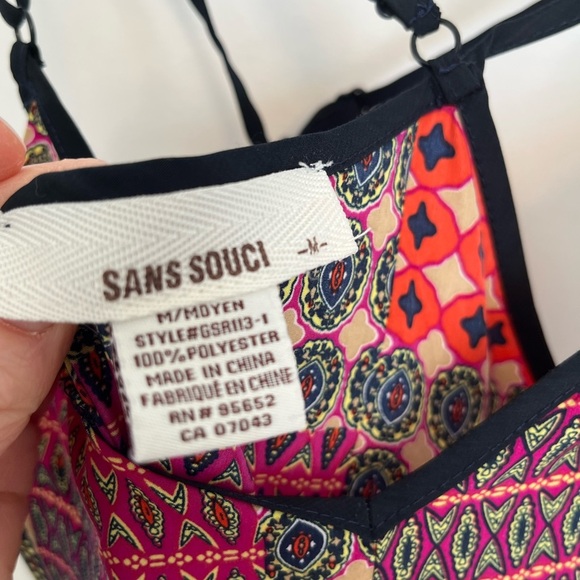 SANS SOUCI -M-
M/MOYEN
STYLE#GSR113-1
100% POLYESTER
MADE IN CHINA
FABRIQUÉ EN CHINE
RN# 95652
CA 07043